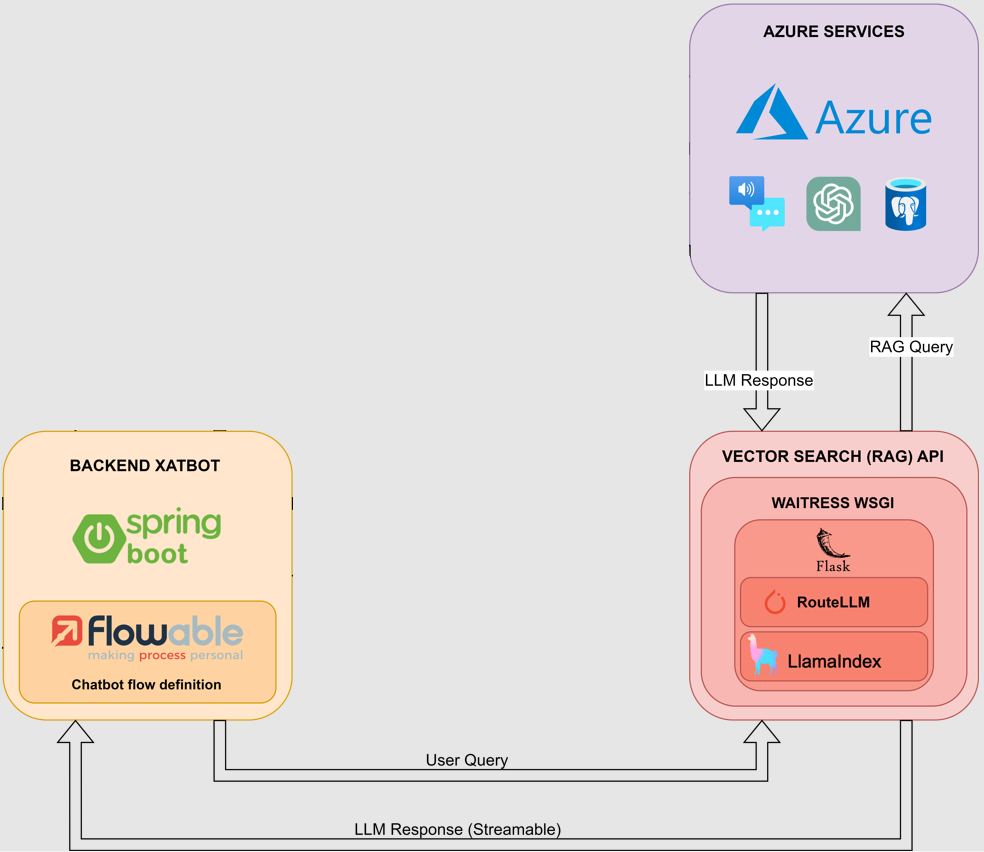 AZURE SERVICES
Azure
RAG Query
LLM Response
BACKEND XATBOT
spring
boot
Flowable
making process personal
Chatbot flow definition
VECTOR SEARCH (RAG) API
WAITRESS WSGI
Flask
RouteLLM
LlamaIndex
User Query
LLM Response (Streamable)